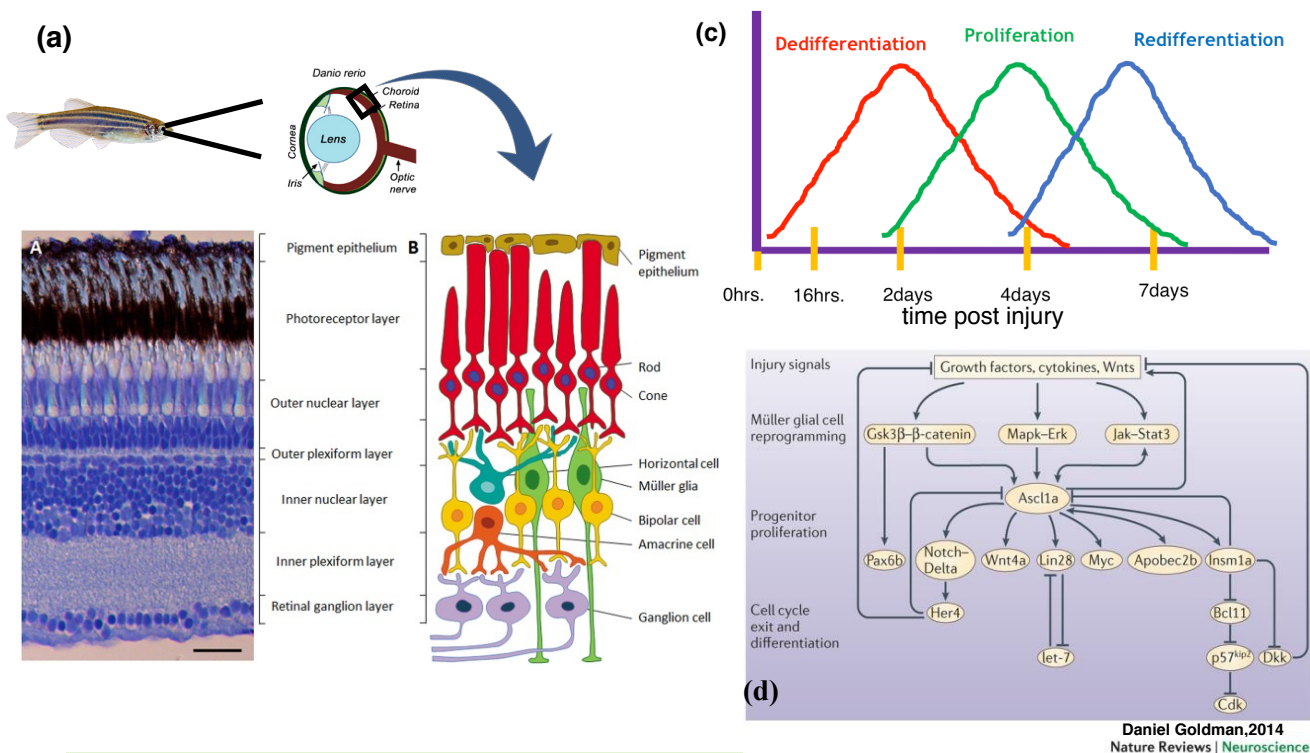 (a)
Danio rerio
Choroid
Retina
Cornea
Lens
Iris
Optic
nerve
A
Pigment epithelium
Photoreceptor layer
Outer nuclear layer
Outer plexiform layer
Inner nuclear layer
Inner plexiform layer
Retinal ganglion layer
B
Pigment
epithelium
Rod
Cone
Horizontal cell
Müller glia
Bipolar cell
Amacrine cell
Ganglion cell
(c)
Dedifferentiation
Proliferation
Redifferentiation
0hrs.
16hrs.
2days
4days
7days
time post injury
Injury signals
Growth factors, cytokines, Wnts
Müller glial cell
reprogramming
Gsk3β–β-catenin
Mapk–Erk
Jak–Stat3
Ascl1a
Progenitor
proliferation
Pax6b
Notch–
Delta
Wnt4a
Lin28
Myc
Apobec2b
Insm1a
Cell cycle
exit and
differentiation
Her4
Bcl11
let-7
p57kip2
Dkk
Cdk
(d)
Daniel Goldman,2014
Nature Reviews | Neuroscience